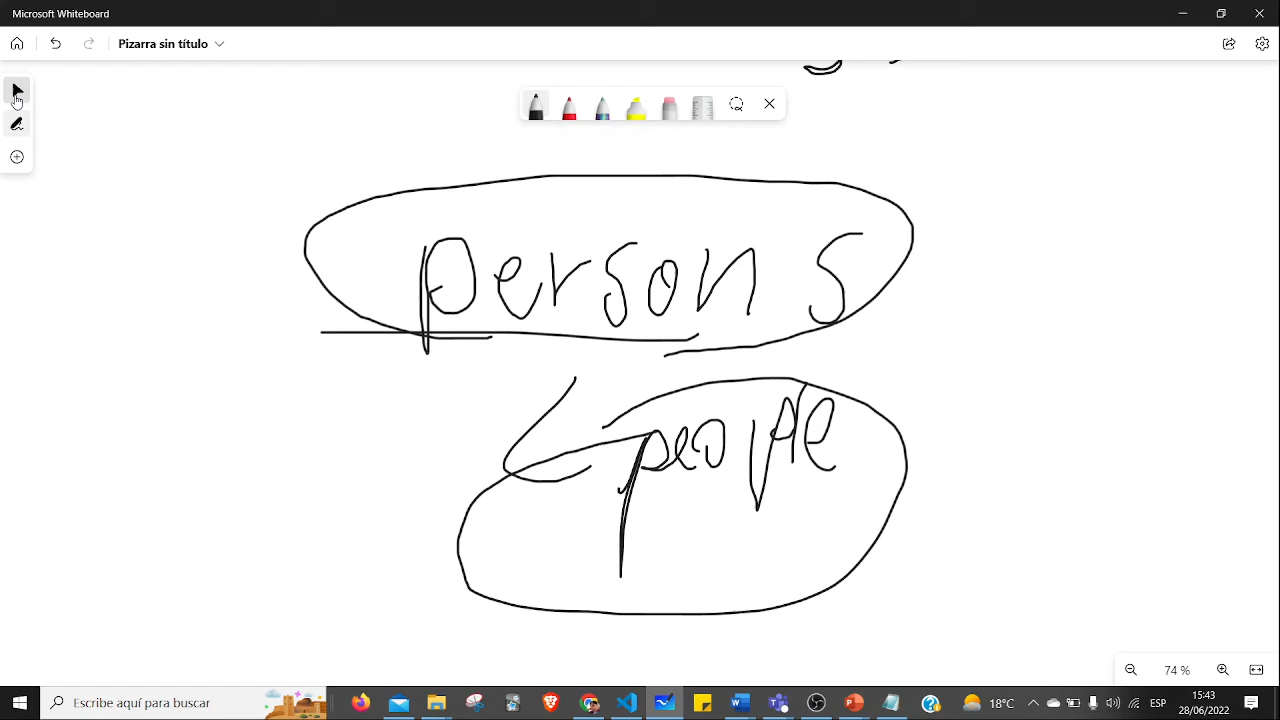 Microsoft Whiteboard
Pizarra sin título
person s
people
74 %
Escribe aquí para buscar
18°C
ESP
15:43
28/06/2022